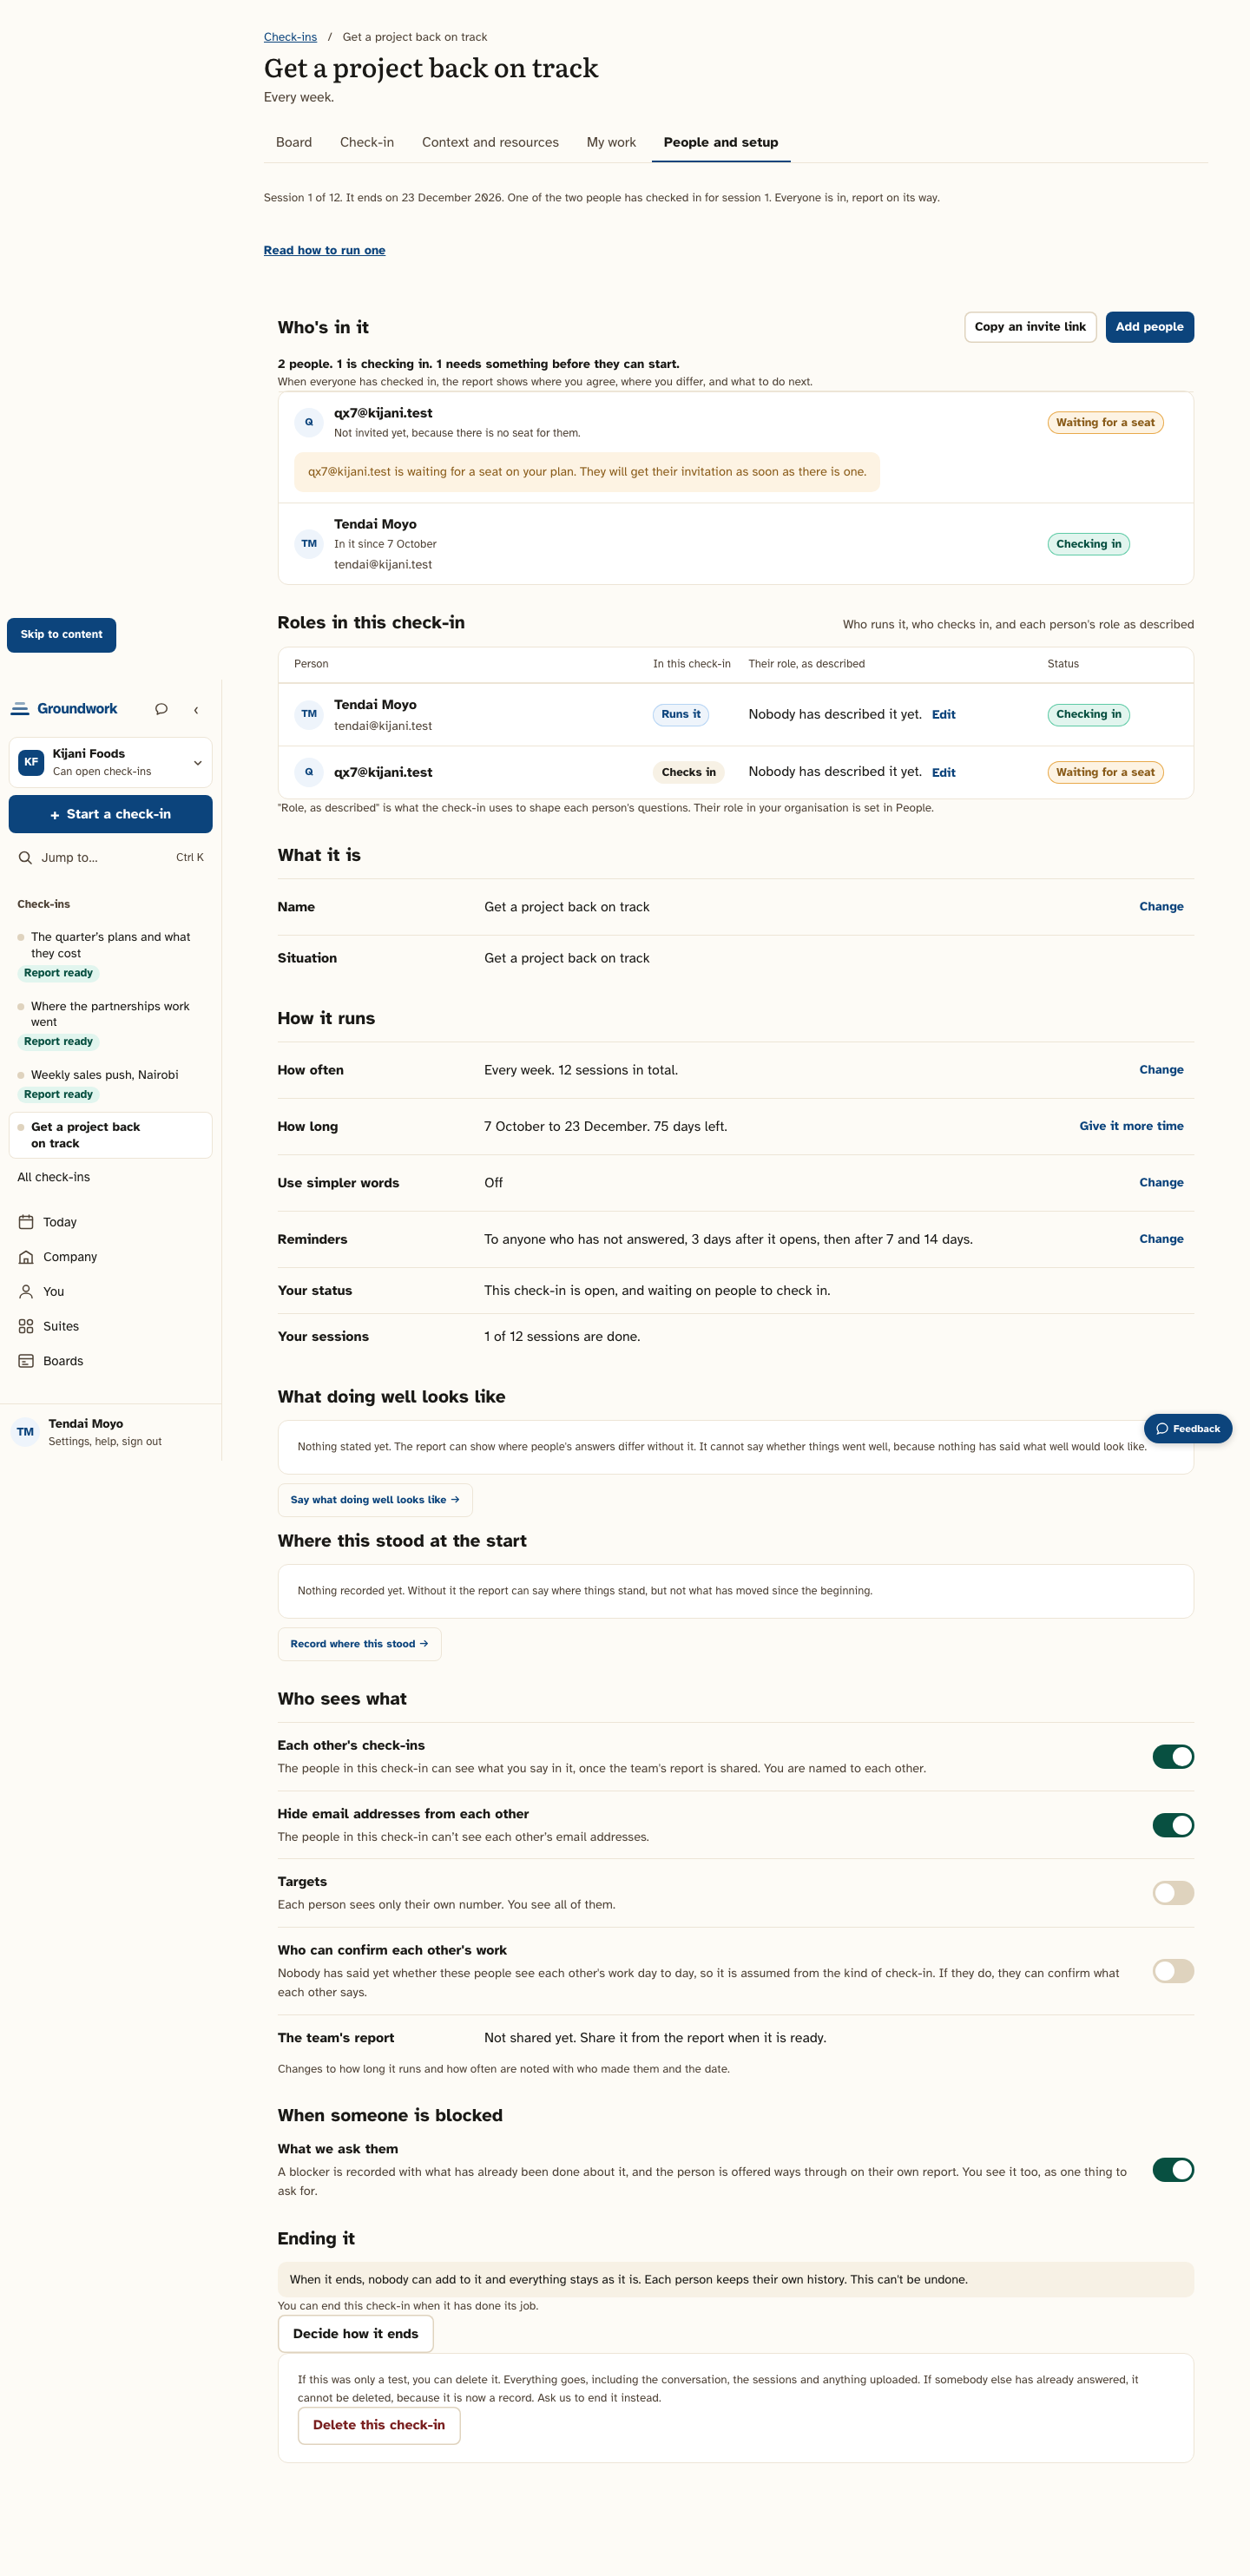 Check-ins / Get a project back on track
Get a project back on track
Every week.
Board Check-in Context and resources My work People and setup
Session 1 of 12. It ends on 23 December 2026. One of the two people has checked in for session 1. Everyone is in, report on its way.
Read how to run one
Who's in it
Copy an invite link Add people
2 people. 1 is checking in. 1 needs something before they can start.
When everyone has checked in, the report shows where you agree, where you differ, and what to do next.
Q qx7@kijani.test
Not invited yet, because there is no seat for them.
Waiting for a seat
qx7@kijani.test is waiting for a seat on your plan. They will get their invitation as soon as there is one.
TM Tendai Moyo
In it since 7 October
tendai@kijani.test
Checking in
Roles in this check-in
Who runs it, who checks in, and each person's role as described
Person In this check-in Their role, as described Status
TM Tendai Moyo
tendai@kijani.test
Runs it Nobody has described it yet. Edit Checking in
Q qx7@kijani.test Checks in Nobody has described it yet. Edit Waiting for a seat
"Role, as described" is what the check-in uses to shape each person's questions. Their role in your organisation is set in People.
What it is
Name Get a project back on track Change
Situation Get a project back on track
How it runs
How often Every week. 12 sessions in total. Change
How long 7 October to 23 December. 75 days left. Give it more time
Use simpler words Off Change
Reminders To anyone who has not answered, 3 days after it opens, then after 7 and 14 days. Change
Your status This check-in is open, and waiting on people to check in.
Your sessions 1 of 12 sessions are done.
What doing well looks like
Nothing stated yet. The report can show where people's answers differ without it. It cannot say whether things went well, because nothing has said what well would look like.
Say what doing well looks like →
Where this stood at the start
Nothing recorded yet. Without it the report can say where things stand, but not what has moved since the beginning.
Record where this stood →
Who sees what
Each other's check-ins
The people in this check-in can see what you say in it, once the team's report is shared. You are named to each other.
Hide email addresses from each other
The people in this check-in can't see each other's email addresses.
Targets
Each person sees only their own number. You see all of them.
Who can confirm each other's work
Nobody has said yet whether these people see each other's work day to day, so it is assumed from the kind of check-in. If they do, they can confirm what
each other says.
The team's report Not shared yet. Share it from the report when it is ready.
Changes to how long it runs and how often are noted with who made them and the date.
When someone is blocked
What we ask them
A blocker is recorded with what has already been done about it, and the person is offered ways through on their own report. You see it too, as one thing to
ask for.
Ending it
When it ends, nobody can add to it and everything stays as it is. Each person keeps their own history. This can't be undone.
You can end this check-in when it has done its job.
Decide how it ends
If this was only a test, you can delete it. Everything goes, including the conversation, the sessions and anything uploaded. If somebody else has already answered, it
cannot be deleted, because it is now a record. Ask us to end it instead.
Delete this check-in
Skip to content
Groundwork
KF Kijani Foods
Can open check-ins
+ Start a check-in
Jump to... Ctrl K
Check-ins
The quarter's plans and what
they cost
Report ready
Where the partnerships work
went
Report ready
Weekly sales push, Nairobi
Report ready
Get a project back
on track
All check-ins
Today
Company
You
Suites
Boards
TM Tendai Moyo
Settings, help, sign out
Feedback